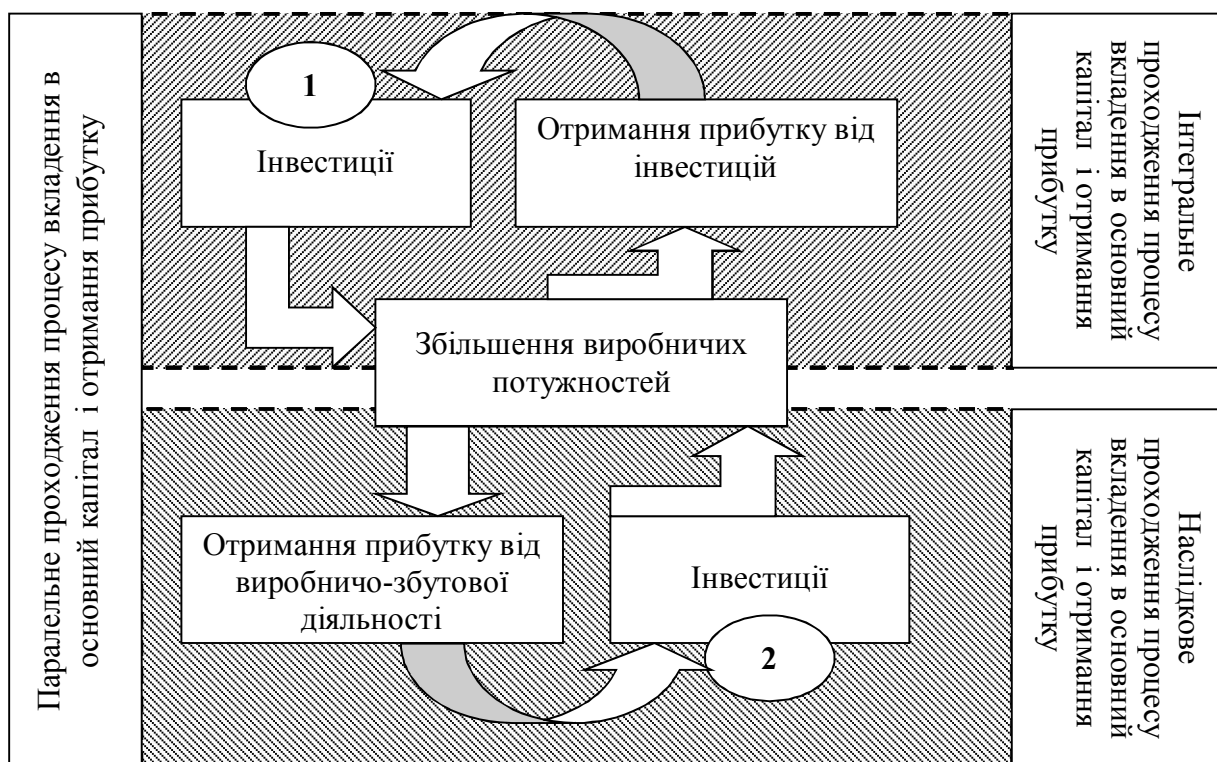 Паралельне проходження процесу вкладення в
основний капітал і отримання прибутку
1
Інвестиції
Отримання прибутку від
інвестицій
Збільшення виробничих
потужностей
Отримання прибутку від
виробничо-збутової
діяльності
Інвестиції
2
Інтегральне
проходження процесу
вкладення в основний
капітал і отримання
прибутку
Наслідкове
проходження процесу
вкладення в основний
капітал і отримання
прибутку